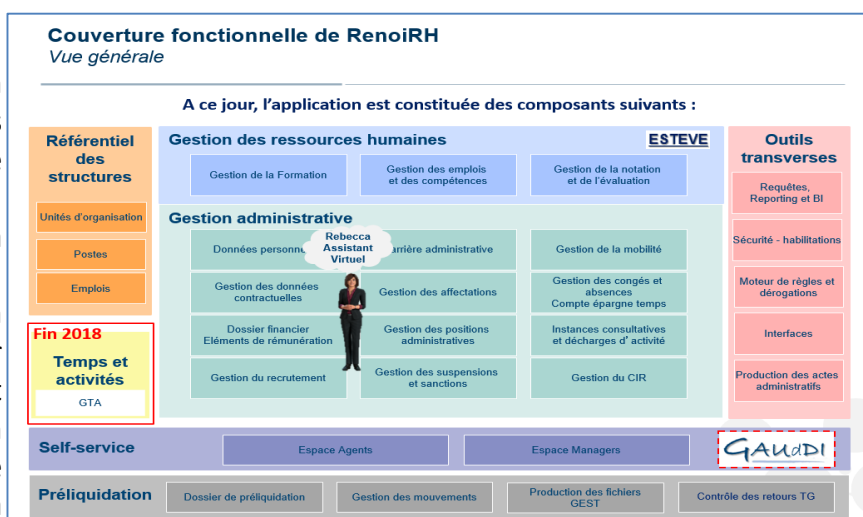 Couverture fonctionnelle de RenoiRH
Vue générale
A ce jour, l'application est constituée des composants suivants :
Référentiel
des
structures
Unités d'organisation
Postes
Emplois
Fin 2018
Temps et
activités
GTA
Gestion des ressources humaines
ESTEVE
Gestion de la Formation
Gestion des emplois
et des compétences
Gestion de la notation
et de l'évaluation
Gestion administrative
Rebecca
Assistant
Virtuel
Données
administrative
Gestion de la mobilité
Gestion des données
contractuelles
Gestion des affectations
Gestion des congés et
absences
Compte épargne temps
Dossier financier
Eléments de rémunération
Gestion des positions
administratives
Instances consultatives
et décharges d'activité
Gestion du recrutement
Gestion des suspensions
et sanctions
Gestion du CIR
Outils
transverses
Requêtes,
Reporting et BI
Sécurité - habilitations
Moteur de règles et
dérogations
Interfaces
Production des actes
administratifs
Self-service
Espace Agents
Espace Managers
GAUdDI
Préliquidation
Dossier de préliquidation
Gestion des mouvements
Production des fichiers
GEST
Contrôle des retours TG